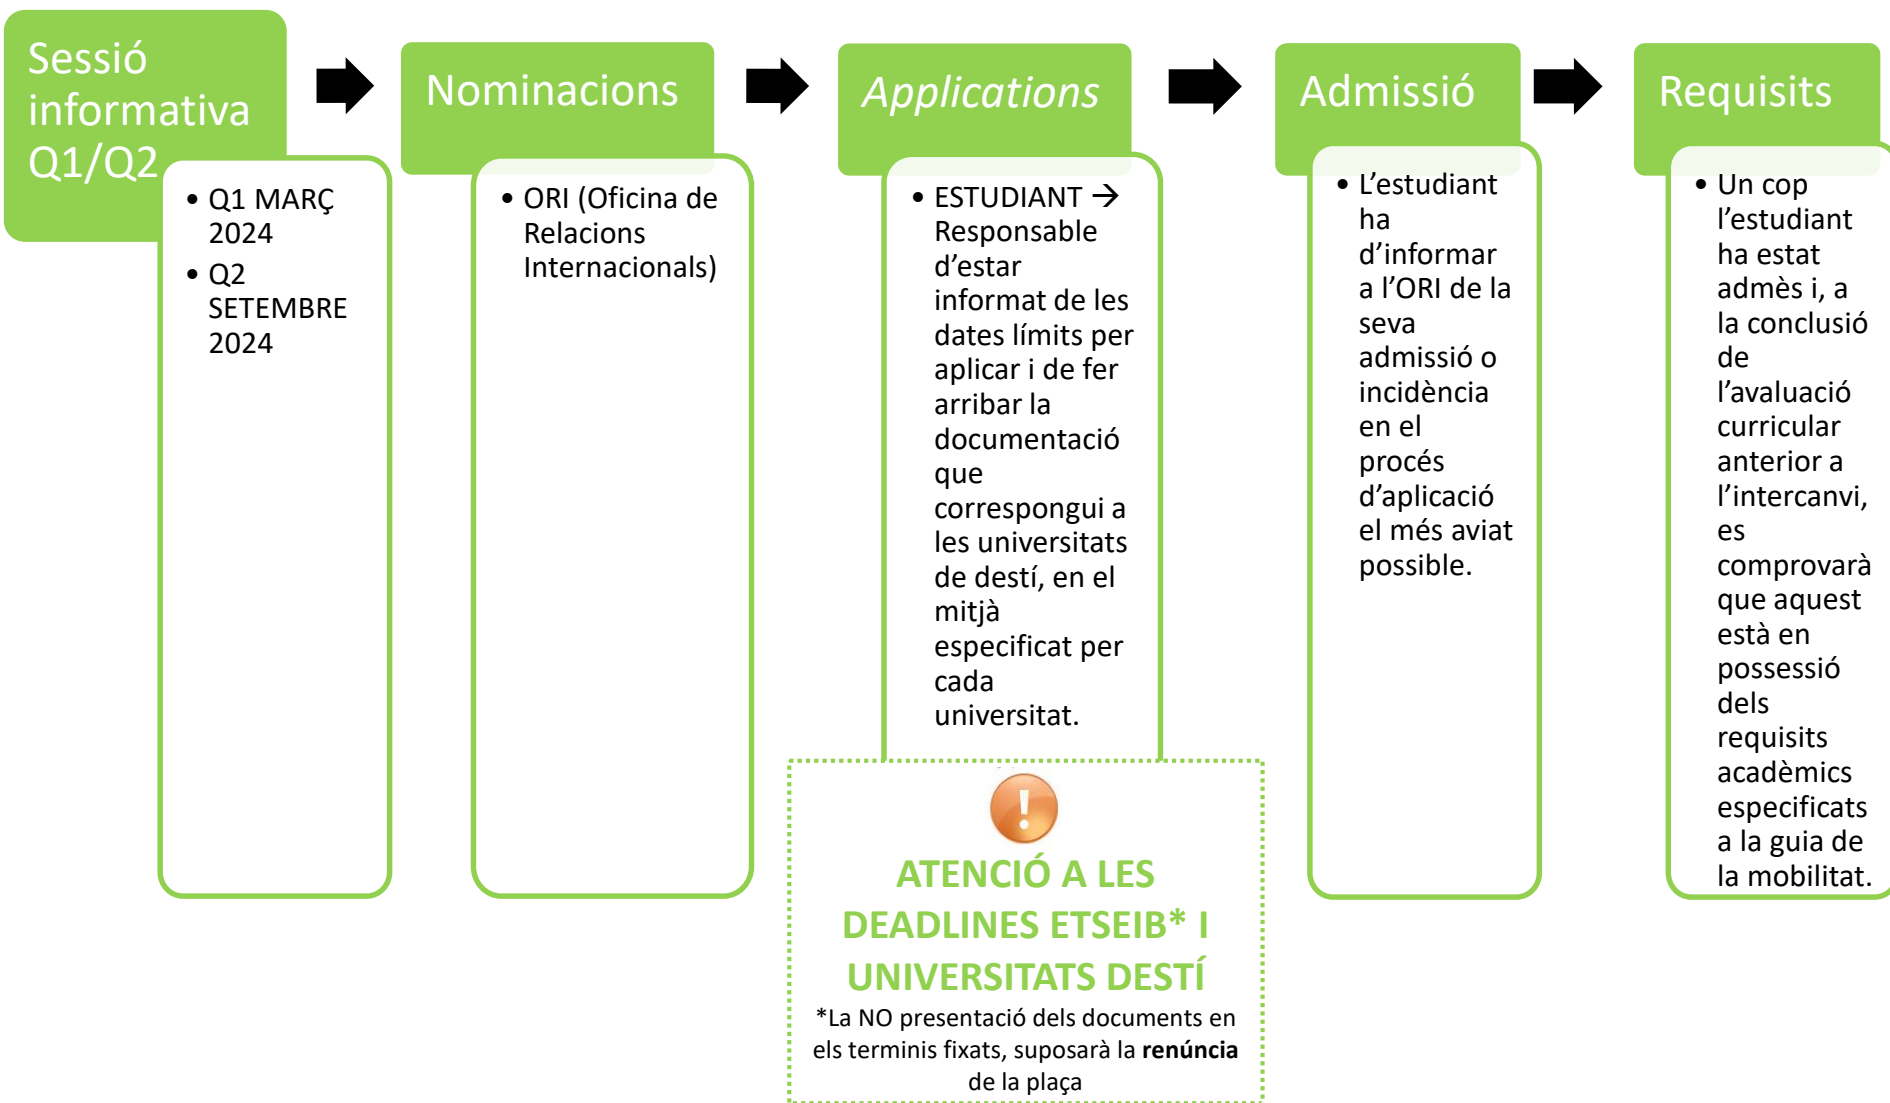 Sessió
informativa
Q1/Q2
• Q1 MARÇ
2024
• Q2
SETEMBRE
2024
Nominacions
• ORI (Oficina de
Relacions
Internacionals)
Applications
• ESTUDIANT →
Responsable
d’estar
informat de les
dates límits per
aplicar i de fer
arribar la
documentació
que
correspongui a
les universitats
de destí, en el
mitjà
especificat per
cada
universitat.
ATENCIÓ A LES
DEADLINES ETSEIB* I
UNIVERSITATS DESTÍ
*La NO presentació dels documents en
els terminis fixats, suposarà la renúncia
de la plaça
Admissió
• L’estudiant
ha
d’informar
a l’ORI de la
seva
admissió o
incidència
en el
procés
d’aplicació
el més aviat
possible.
Requisits
• Un cop
l’estudiant
ha estat
admès i, a
la conclusió
de
l’avaluació
curricular
anterior a
l’intercanvi,
es
comprovarà
que aquest
està en
possessió
dels
requisits
acadèmics
especificats
a la guia de
la mobilitat.